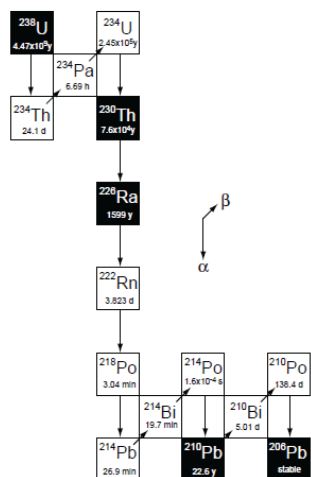 ²³⁸U
4.47x10⁹y
²³⁴U
2.45x10⁵y
²³⁴Pa
6.69 h
²³⁴Th
24.1 d
²³⁰Th
7.6x10⁴y
²²⁶Ra
1599 y
β
α
²²²Rn
3.823 d
²¹⁸Po
3.04 min
²¹⁴Po
1.6x10⁻⁴ s
²¹⁰Po
138.4 d
²¹⁴Bi
19.7 min
²¹⁰Bi
5.01 d
²¹⁴Pb
26.9 min
²¹⁰Pb
22.6 y
²⁰⁶Pb
stable